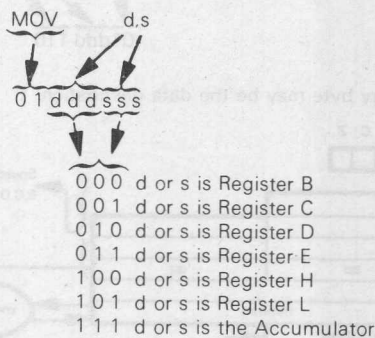 MOV d,s
0 1 d d d s s s
0 0 0 d or s is Register B
0 0 1 d or s is Register C
0 1 0 d or s is Register D
0 1 1 d or s is Register E
1 0 0 d or s is Register H
1 0 1 d or s is Register L
1 1 1 d or s is the Accumulator